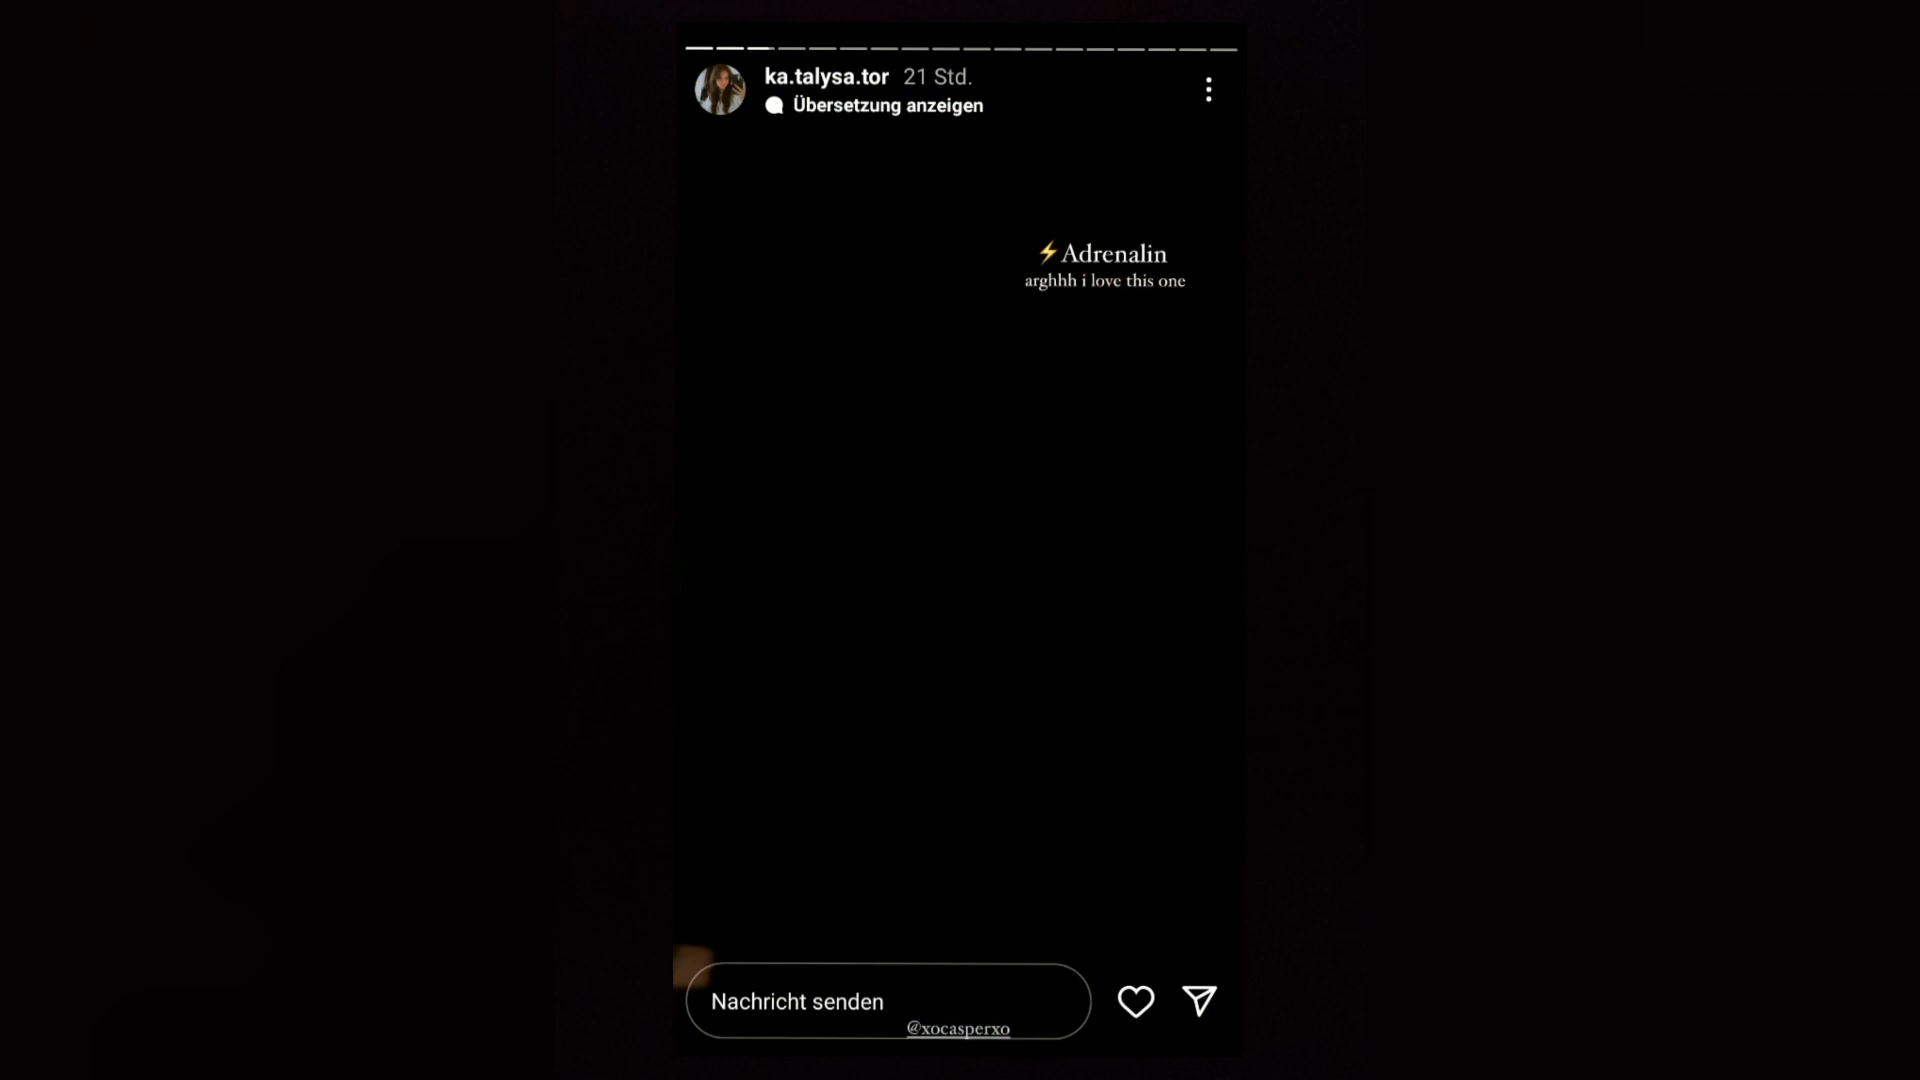 ka.talysa.tor 21 Std.
Übersetzung anzeigen
⚡Adrenalin
arghhh i love this one
Nachricht senden
@xocasperxo